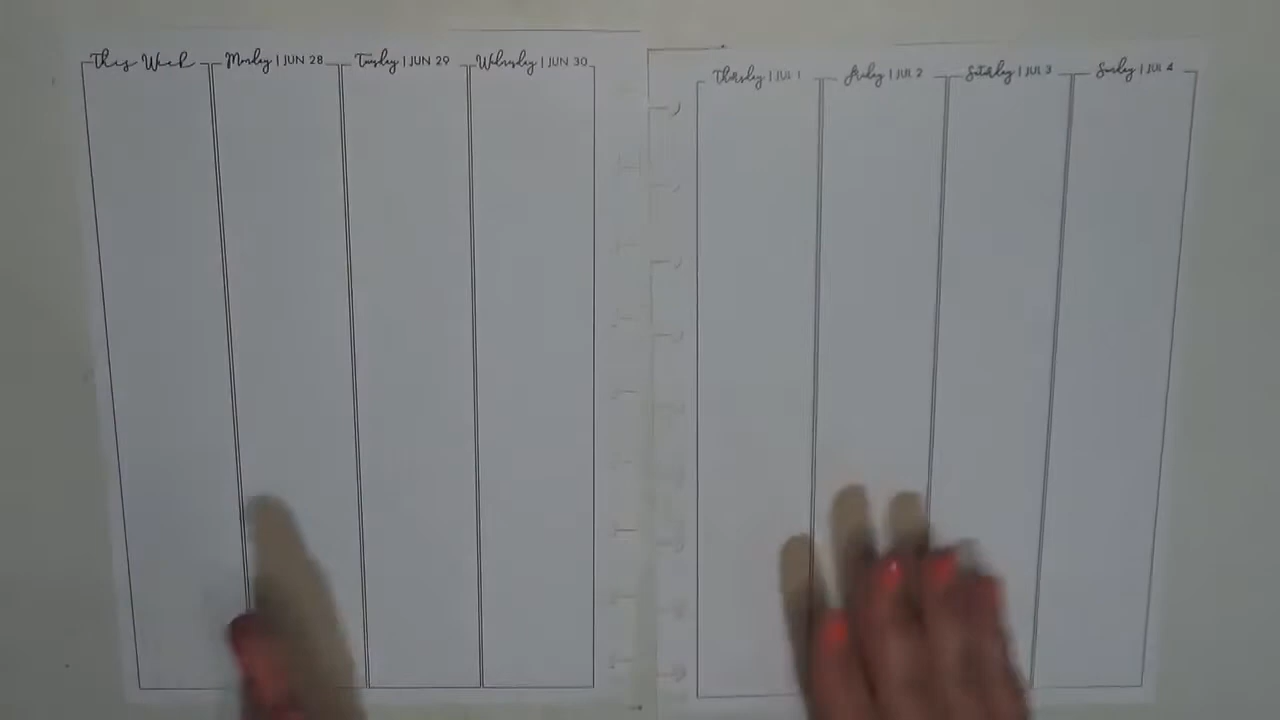 This Week Monday | JUN 28 Tuesday | JUN 29 Wednesday | JUN 30
Thursday | JUL 1 Friday | JUL 2 Saturday | JUL 3 Sunday | JUL 4